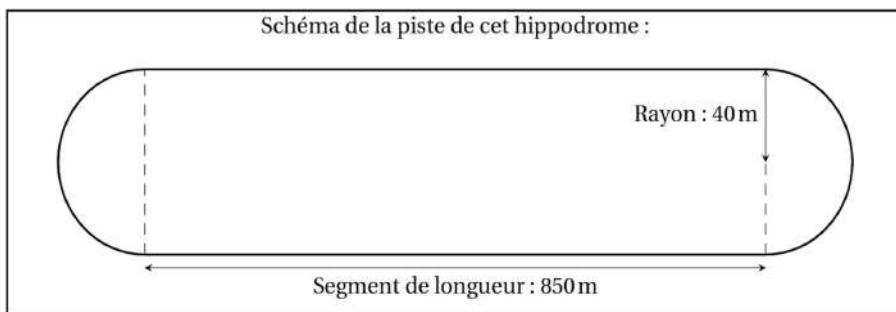 Schéma de la piste de cet hippodrome :
Rayon : 40 m
Segment de longueur : 850 m